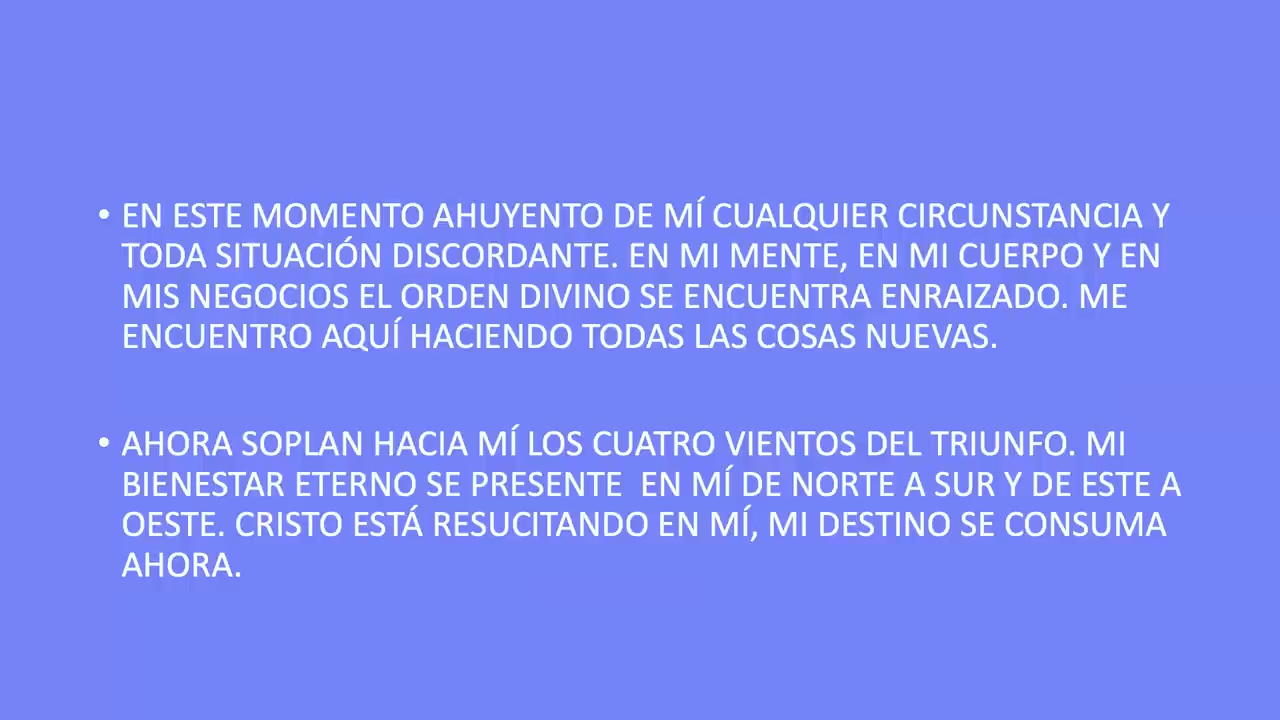 • EN ESTE MOMENTO AHUYENTO DE MÍ CUALQUIER CIRCUNSTANCIA Y
TODA SITUACIÓN DISCORDANTE. EN MI MENTE, EN MI CUERPO Y EN
MIS NEGOCIOS EL ORDEN DIVINO SE ENCUENTRA ENRAIZADO. ME
ENCUENTRO AQUÍ HACIENDO TODAS LAS COSAS NUEVAS.
• AHORA SOPLAN HACIA MÍ LOS CUATRO VIENTOS DEL TRIUNFO. MI
BIENESTAR ETERNO SE PRESENTE  EN MÍ DE NORTE A SUR Y DE ESTE A
OESTE. CRISTO ESTÁ RESUCITANDO EN MÍ, MI DESTINO SE CONSUMA
AHORA.